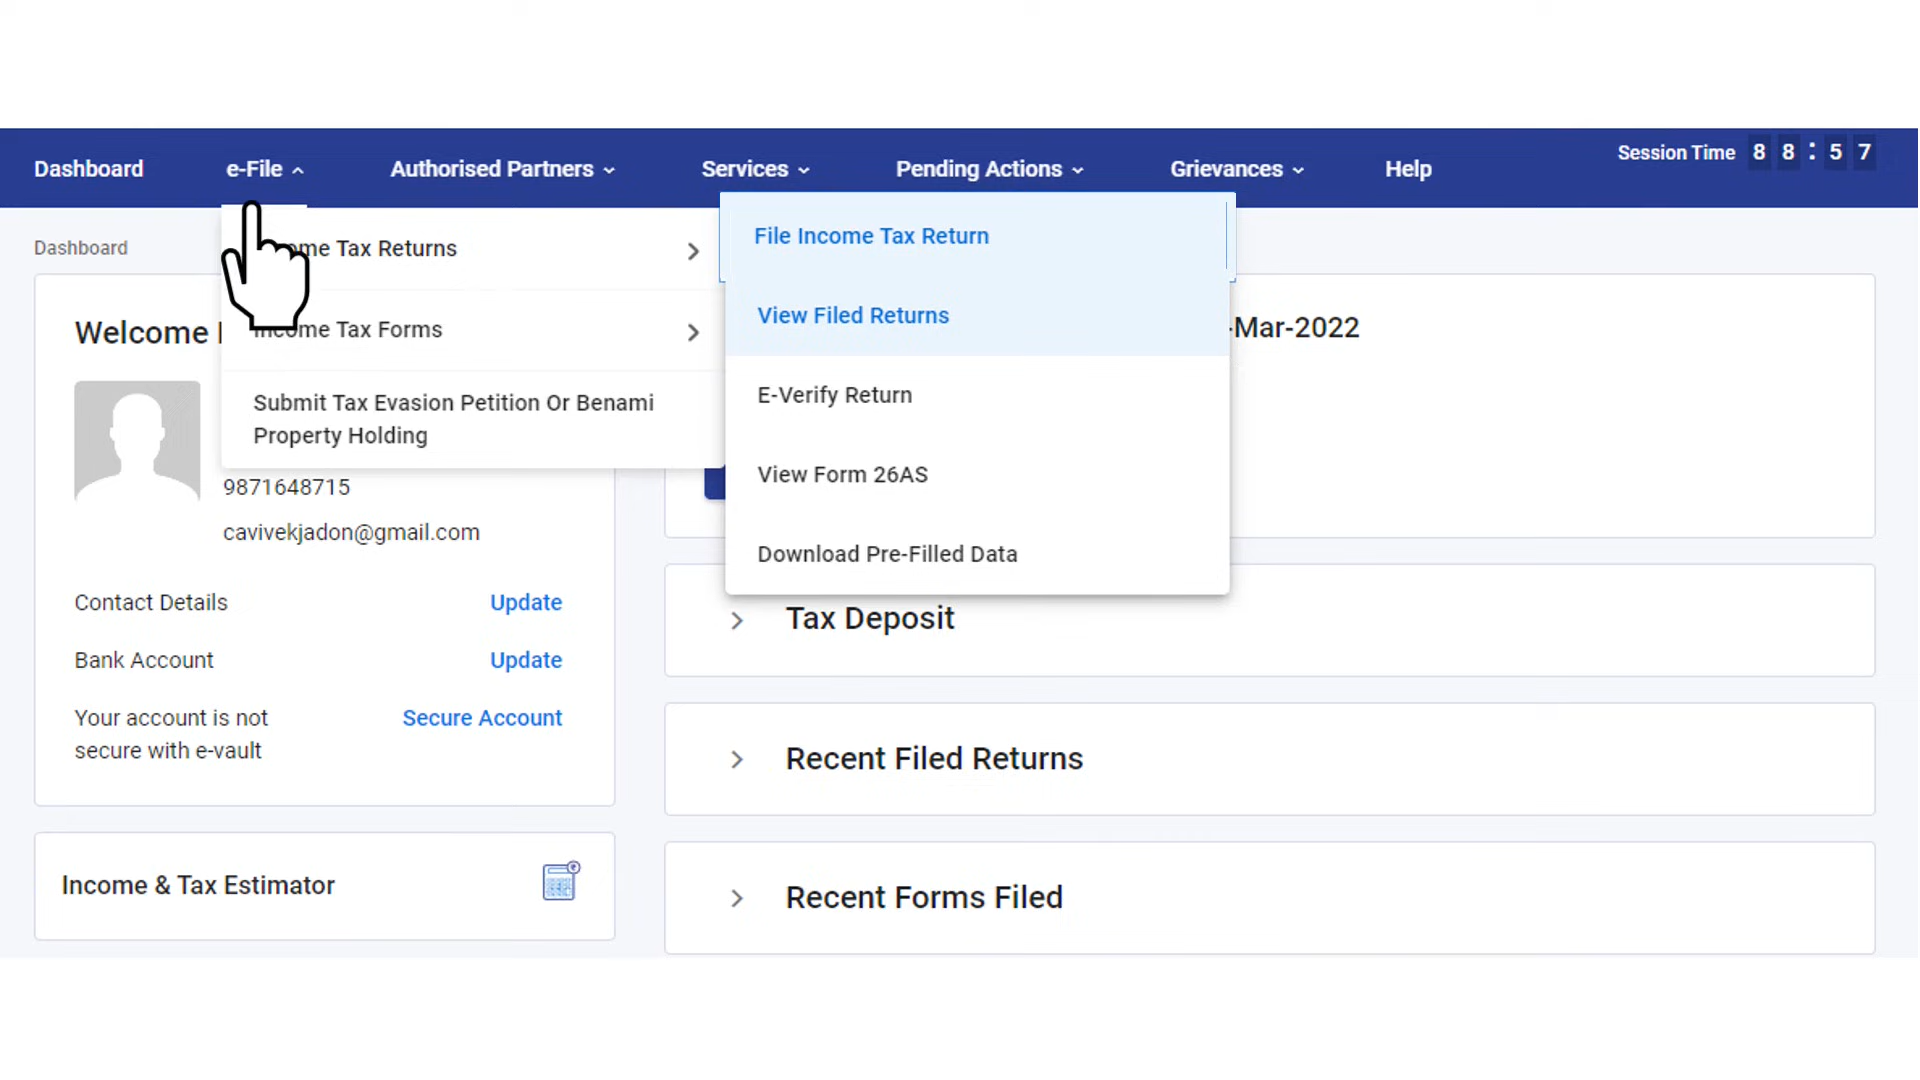 Dashboard e-File Authorised Partners Services Pending Actions Grievances Help Session Time 8 8 : 5 7
Dashboard
Tax Returns
Tax Forms
Submit Tax Evasion Petition Or Benami
Property Holding
File Income Tax Return
View Filed Returns
E-Verify Return
View Form 26AS
Download Pre-Filled Data
Welcome
9871648715
cavivekjadon@gmail.com
Contact Details Update
Bank Account Update
Your account is not
secure with e-vault
Secure Account
Income & Tax Estimator
-Mar-2022
Tax Deposit
Recent Filed Returns
Recent Forms Filed